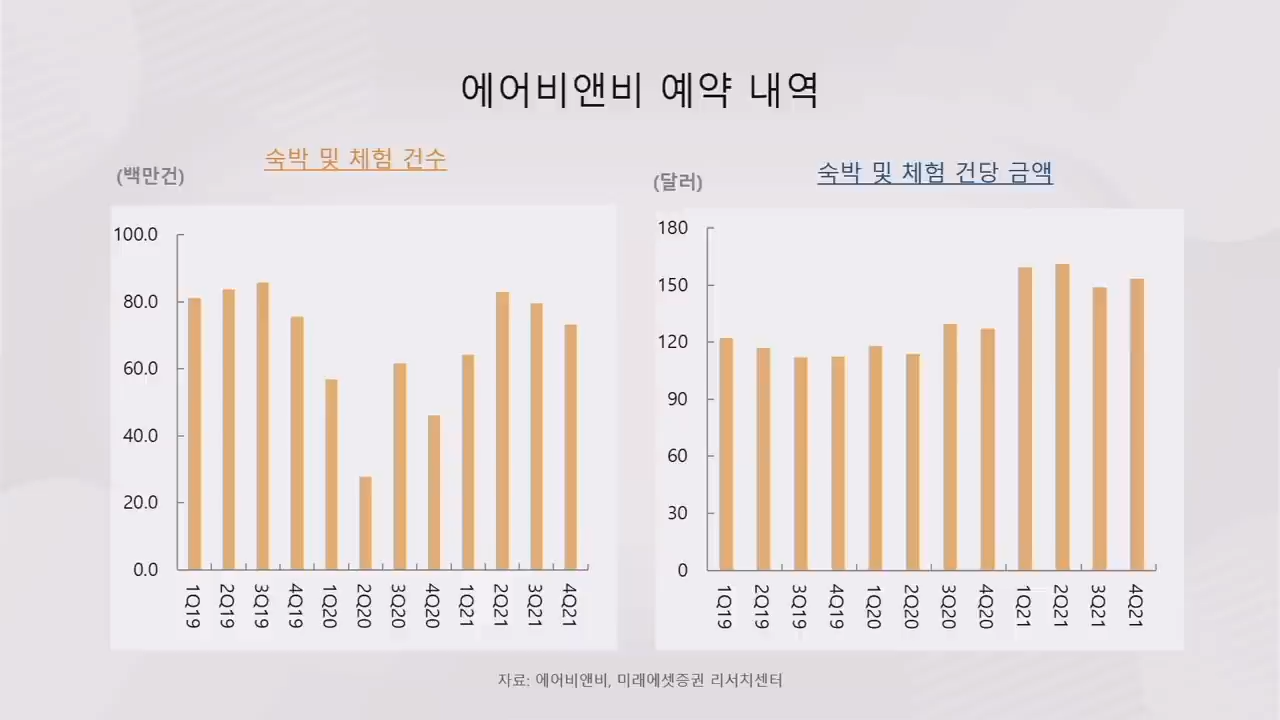 에어비앤비 예약 내역
숙박 및 체험 건수
(백만건)
100.0
80.0
60.0
40.0
20.0
0.0
1Q19 2Q19 3Q19 4Q19 1Q20 2Q20 3Q20 4Q20 1Q21 2Q21 3Q21 4Q21
숙박 및 체험 건당 금액
(달러)
180
150
120
90
60
30
0
1Q19 2Q19 3Q19 4Q19 1Q20 2Q20 3Q20 4Q20 1Q21 2Q21 3Q21 4Q21
자료: 에어비앤비, 미래에셋증권 리서치센터